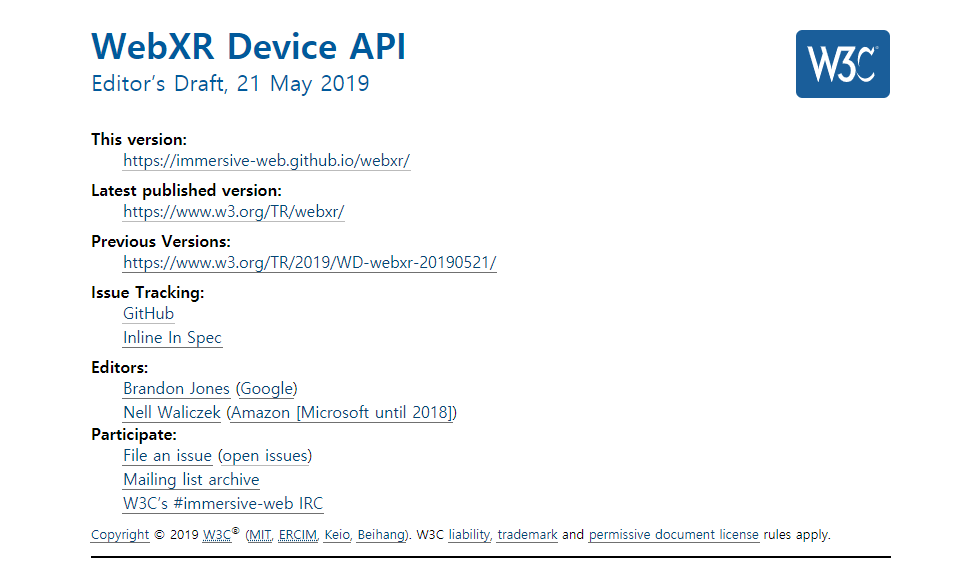 WebXR Device API
Editor's Draft, 21 May 2019
W3C®
This version:
https://immersive-web.github.io/webxr/
Latest published version:
https://www.w3.org/TR/webxr/
Previous Versions:
https://www.w3.org/TR/2019/WD-webxr-20190521/
Issue Tracking:
GitHub
Inline In Spec
Editors:
Brandon Jones (Google)
Nell Waliczek (Amazon [Microsoft until 2018])
Participate:
File an issue (open issues)
Mailing list archive
W3C's #immersive-web IRC
Copyright © 2019 W3C® (MIT, ERCIM, Keio, Beihang). W3C liability, trademark and permissive document license rules apply.